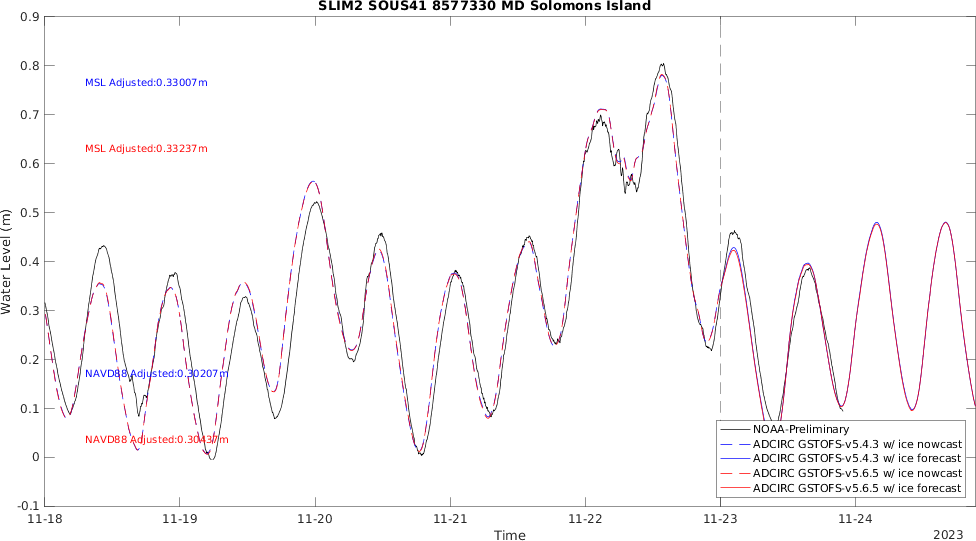 SLIM2 SOUS41 8577330 MD Solomons Island
0.9
0.8
0.7
0.6
0.5
0.4
0.3
0.2
0.1
0
-0.1
Water Level (m)
MSL Adjusted:0.33007m
MSL Adjusted:0.33237m
NAVD88 Adjusted:0.30207m
NAVD88 Adjusted:0.30437m
NOAA-Preliminary
ADCIRC GSTOFS-v5.4.3 w/ ice nowcast
ADCIRC GSTOFS-v5.4.3 w/ ice forecast
ADCIRC GSTOFS-v5.6.5 w/ ice nowcast
ADCIRC GSTOFS-v5.6.5 w/ ice forecast
11-18 11-19 11-20 11-21 11-22 11-23 11-24
Time
2023